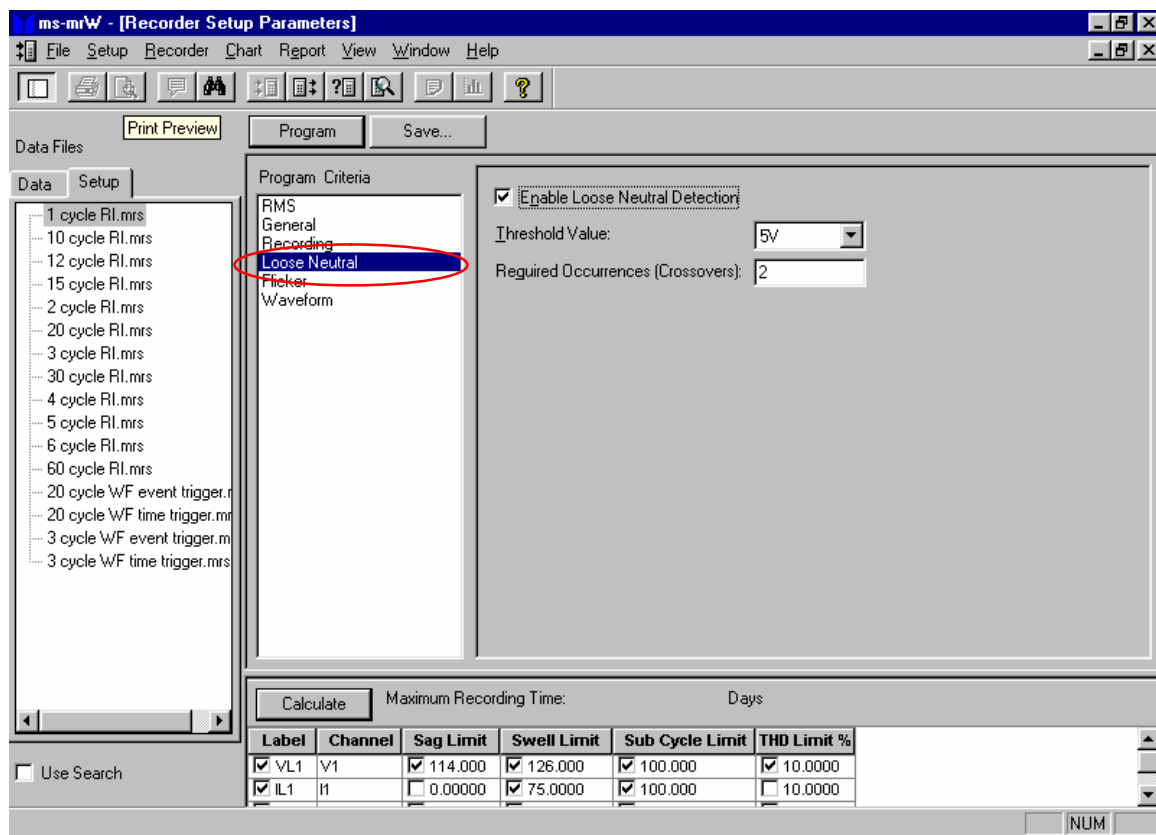 ms-mrW - [Recorder Setup Parameters]
File Setup Recorder Chart Report View Window Help
Print Preview
Program Save...
Data Files
Data Setup
1 cycle RI.mrs
10 cycle RI.mrs
12 cycle RI.mrs
15 cycle RI.mrs
2 cycle RI.mrs
20 cycle RI.mrs
3 cycle RI.mrs
30 cycle RI.mrs
4 cycle RI.mrs
5 cycle RI.mrs
6 cycle RI.mrs
60 cycle RI.mrs
20 cycle WF event trigger.r
20 cycle WF time trigger.mr
3 cycle WF event trigger.m
3 cycle WF time trigger.mrs
Use Search
Program Criteria
RMS
General
Recording
Loose Neutral
Flicker
Waveform
Enable Loose Neutral Detection
Threshold Value: 5V
Reguired Occurrences (Crossovers): 2
Calculate Maximum Recording Time: Days
Label Channel Sag Limit Swell Limit Sub Cycle Limit THD Limit %
VL1 V1 114.000 126.000 100.000 10.0000
IL1 I1 0.00000 75.0000 100.000 10.0000
NUM